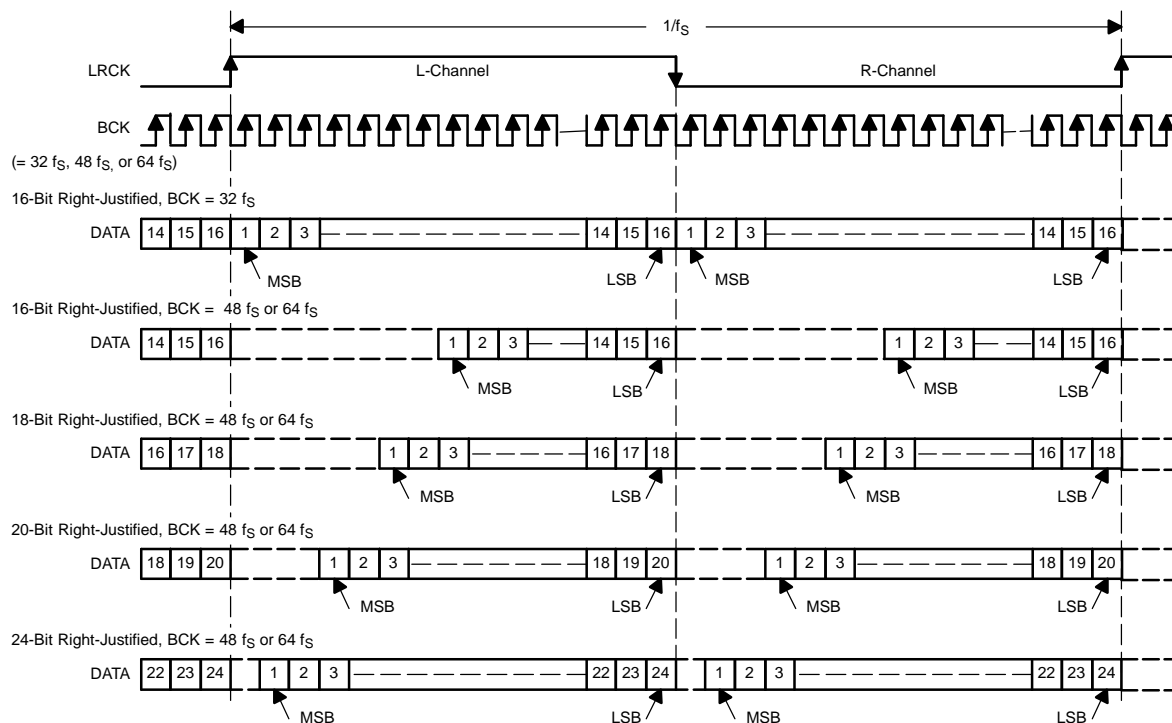 1/fS
LRCK L-Channel R-Channel
BCK
(= 32 fS, 48 fS, or 64 fS)
16-Bit Right-Justified, BCK = 32 fS
DATA 14 15 16 1 2 3 14 15 16 1 2 3 14 15 16
MSB LSB MSB LSB
16-Bit Right-Justified, BCK = 48 fS or 64 fS
DATA 14 15 16 1 2 3 14 15 16 1 2 3 14 15 16
MSB LSB MSB LSB
18-Bit Right-Justified, BCK = 48 fS or 64 fS
DATA 16 17 18 1 2 3 16 17 18 1 2 3 16 17 18
MSB LSB MSB LSB
20-Bit Right-Justified, BCK = 48 fS or 64 fS
DATA 18 19 20 1 2 3 18 19 20 1 2 3 18 19 20
MSB LSB MSB LSB
24-Bit Right-Justified, BCK = 48 fS or 64 fS
DATA 22 23 24 1 2 3 22 23 24 1 2 3 22 23 24
MSB LSB MSB LSB